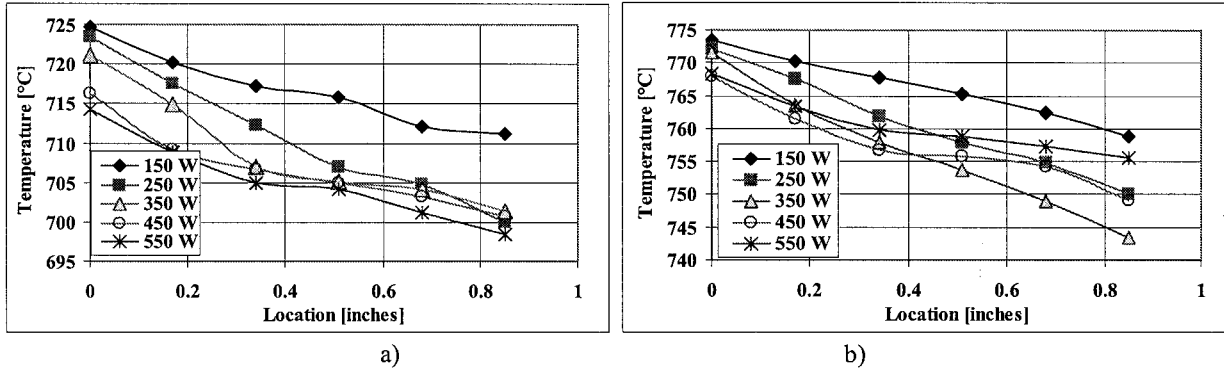 725
720
715
710
705
700
695
Temperature [°C]
150 W
250 W
350 W
450 W
550 W
0
0.2
0.4
0.6
0.8
1
Location [inches]
a)
775
770
765
760
755
750
745
740
Temperature [°C]
150 W
250 W
350 W
450 W
550 W
0
0.2
0.4
0.6
0.8
1
Location [inches]
b)